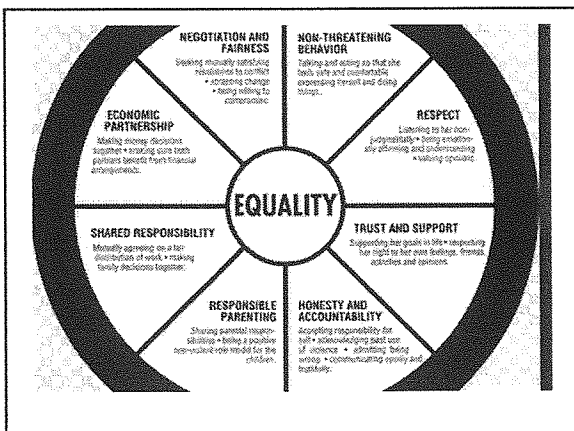 NEGOTIATION AND
FAIRNESS
Seeking mutually satisfying
resolutions to conflict
• accepting change
• being willing to
compromise.
NON-THREATENING
BEHAVIOR
Talking and acting so that she
feels safe and comfortable
expressing herself and doing
things.
RESPECT
Listening to her non-
judgmentally • being emotion-
ally affirming and understanding
• valuing opinions.
TRUST AND SUPPORT
Supporting her goals in life • respecting
her right to her own feelings, friends,
activities and opinions.
HONESTY AND
ACCOUNTABILITY
Accepting responsibility for
self • acknowledging past use
of violence • admitting being
wrong • communicating openly and
truthfully.
RESPONSIBLE
PARENTING
Sharing parental respon-
sibilities • being a positive
non-violent role model for the
children.
SHARED RESPONSIBILITY
Mutually agreeing on a fair
distribution of work • making
family decisions together.
ECONOMIC
PARTNERSHIP
Making money decisions
together • making sure both
partners benefit from financial
arrangements.
EQUALITY